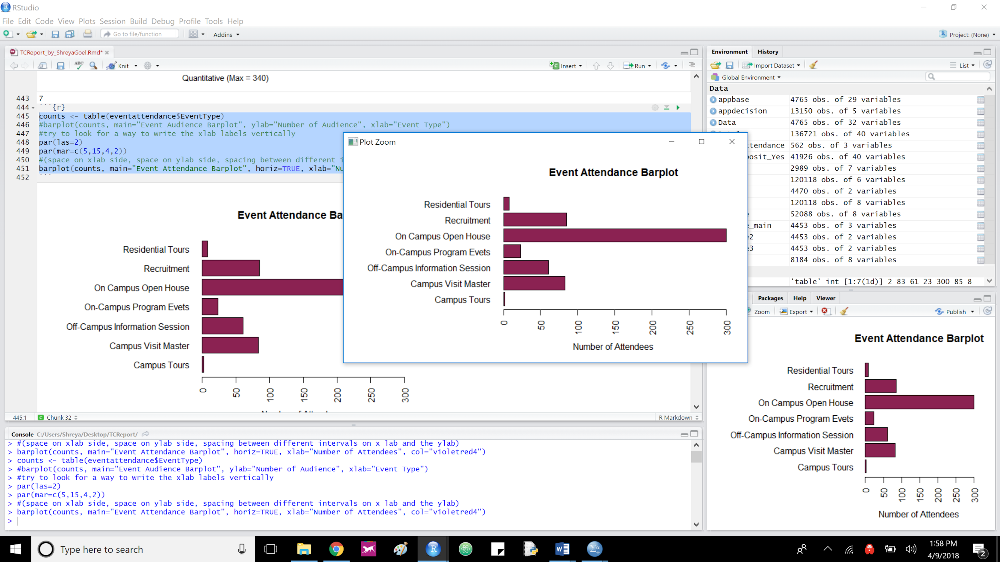 RStudio
File Edit Code View Plots Session Build Debug Profile Tools Help
Go to file/function
Addins
Project: (None)
TCReport_by_ShreyaGoel.Rmd*
ABC
Knit
Insert
Run
Quantitative (Max = 340)
443 7
444 ```{r}
445 counts <- table(eventattendance$EventType)
446 #barplot(counts, main="Event Audience Barplot", ylab="Number of Audience", xlab="Event Type")
447 #try to look for a way to write the xlab labels vertically
448 par(las=2)
449 par(mar=c(5,15,4,2))
450 #(space on xlab side, space on ylab side, spacing between different i
451 barplot(counts, main="Event Attendance Barplot", horiz=TRUE, xlab="Nu
452 ```
Event Attendance Ba
Residential Tours
Recruitment
On Campus Open House
On-Campus Program Evets
Off-Campus Information Session
Campus Visit Master
Campus Tours
0 50 100 150 200 250 300
445:1 Chunk 32
R Markdown
Plot Zoom
Event Attendance Barplot
Residential Tours
Recruitment
On Campus Open House
On-Campus Program Evets
Off-Campus Information Session
Campus Visit Master
Campus Tours
0 50 100 150 200 250 300
Number of Attendees
Console C:/Users/Shreya/Desktop/TCReport/
> #(space on xlab side, space on ylab side, spacing between different intervals on x lab and the ylab)
> barplot(counts, main="Event Attendance Barplot", horiz=TRUE, xlab="Number of Attendees", col="violetred4")
> counts <- table(eventattendance$EventType)
> #barplot(counts, main="Event Audience Barplot", ylab="Number of Audience", xlab="Event Type")
> #try to look for a way to write the xlab labels vertically
> par(las=2)
> par(mar=c(5,15,4,2))
> #(space on xlab side, space on ylab side, spacing between different intervals on x lab and the ylab)
> barplot(counts, main="Event Attendance Barplot", horiz=TRUE, xlab="Number of Attendees", col="violetred4")
>
Environment History
Import Dataset
List
Global Environment
Data
appbase 4765 obs. of 29 variables
appdecision 13150 obs. of 5 variables
Data 4765 obs. of 32 variables
136721 obs. of 40 variables
tendance 562 obs. of 3 variables
osit_Yes 41926 obs. of 40 variables
2989 obs. of 7 variables
120118 obs. of 6 variables
4470 obs. of 2 variables
120118 obs. of 8 variables
52088 obs. of 8 variables
_main 4453 obs. of 3 variables
2 4453 obs. of 2 variables
3 4453 obs. of 2 variables
8184 obs. of 8 variables
'table' int [1:7(1d)] 2 83 61 23 300 85 8
Packages Help Viewer
Zoom Export Publish
Event Attendance Barplot
Residential Tours
Recruitment
On Campus Open House
On-Campus Program Evets
Off-Campus Information Session
Campus Visit Master
Campus Tours
0 50 100 150 200 250 300
Number of Attendees
Type here to search
1:58 PM
4/9/2018
2